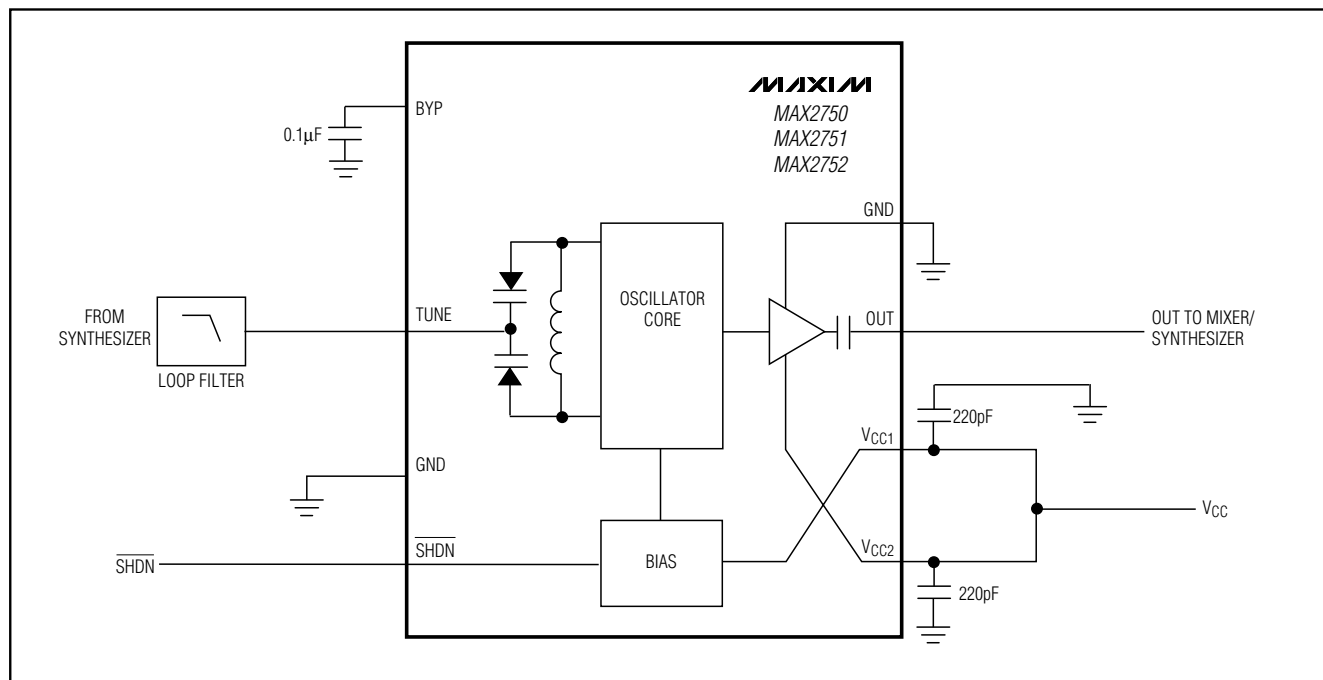 MAXIM
MAX2750
MAX2751
MAX2752
BYP
0.1μF
GND
OSCILLATOR
CORE
FROM
SYNTHESIZER
LOOP FILTER
TUNE
OUT
OUT TO MIXER/
SYNTHESIZER
220pF
VCC1
GND
VCC
SHDN
SHDN
BIAS
VCC2
220pF